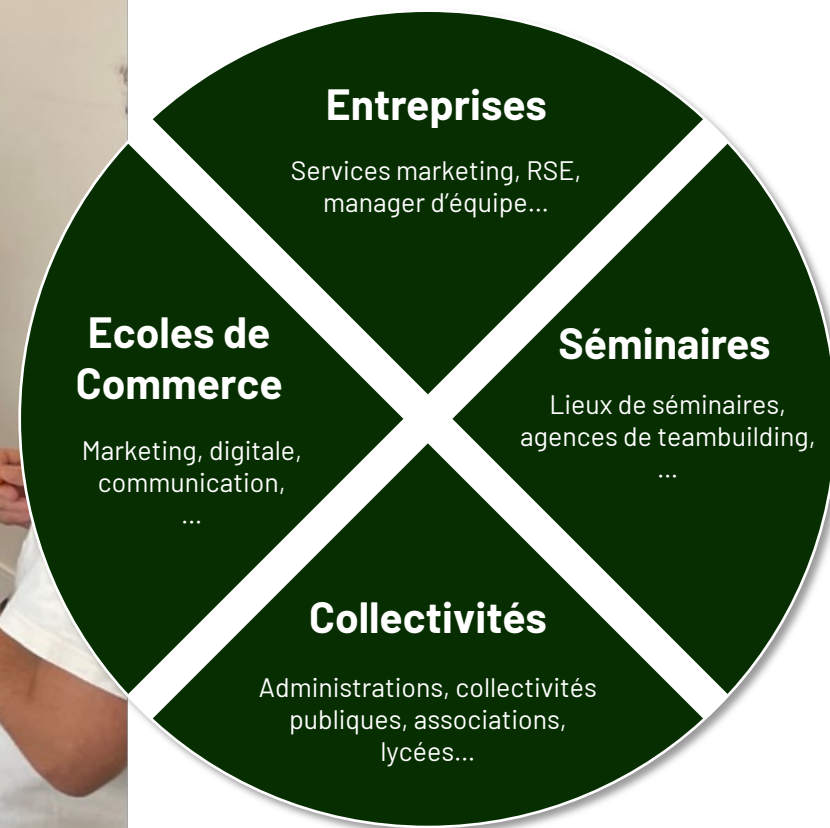 Entreprises
Services marketing, RSE,
manager d’équipe...
Ecoles de
Commerce
Marketing, digitale,
communication,
...
Séminaires
Lieux de séminaires,
agences de teambuilding,
...
Collectivités
Administrations, collectivités
publiques, associations,
lycées...